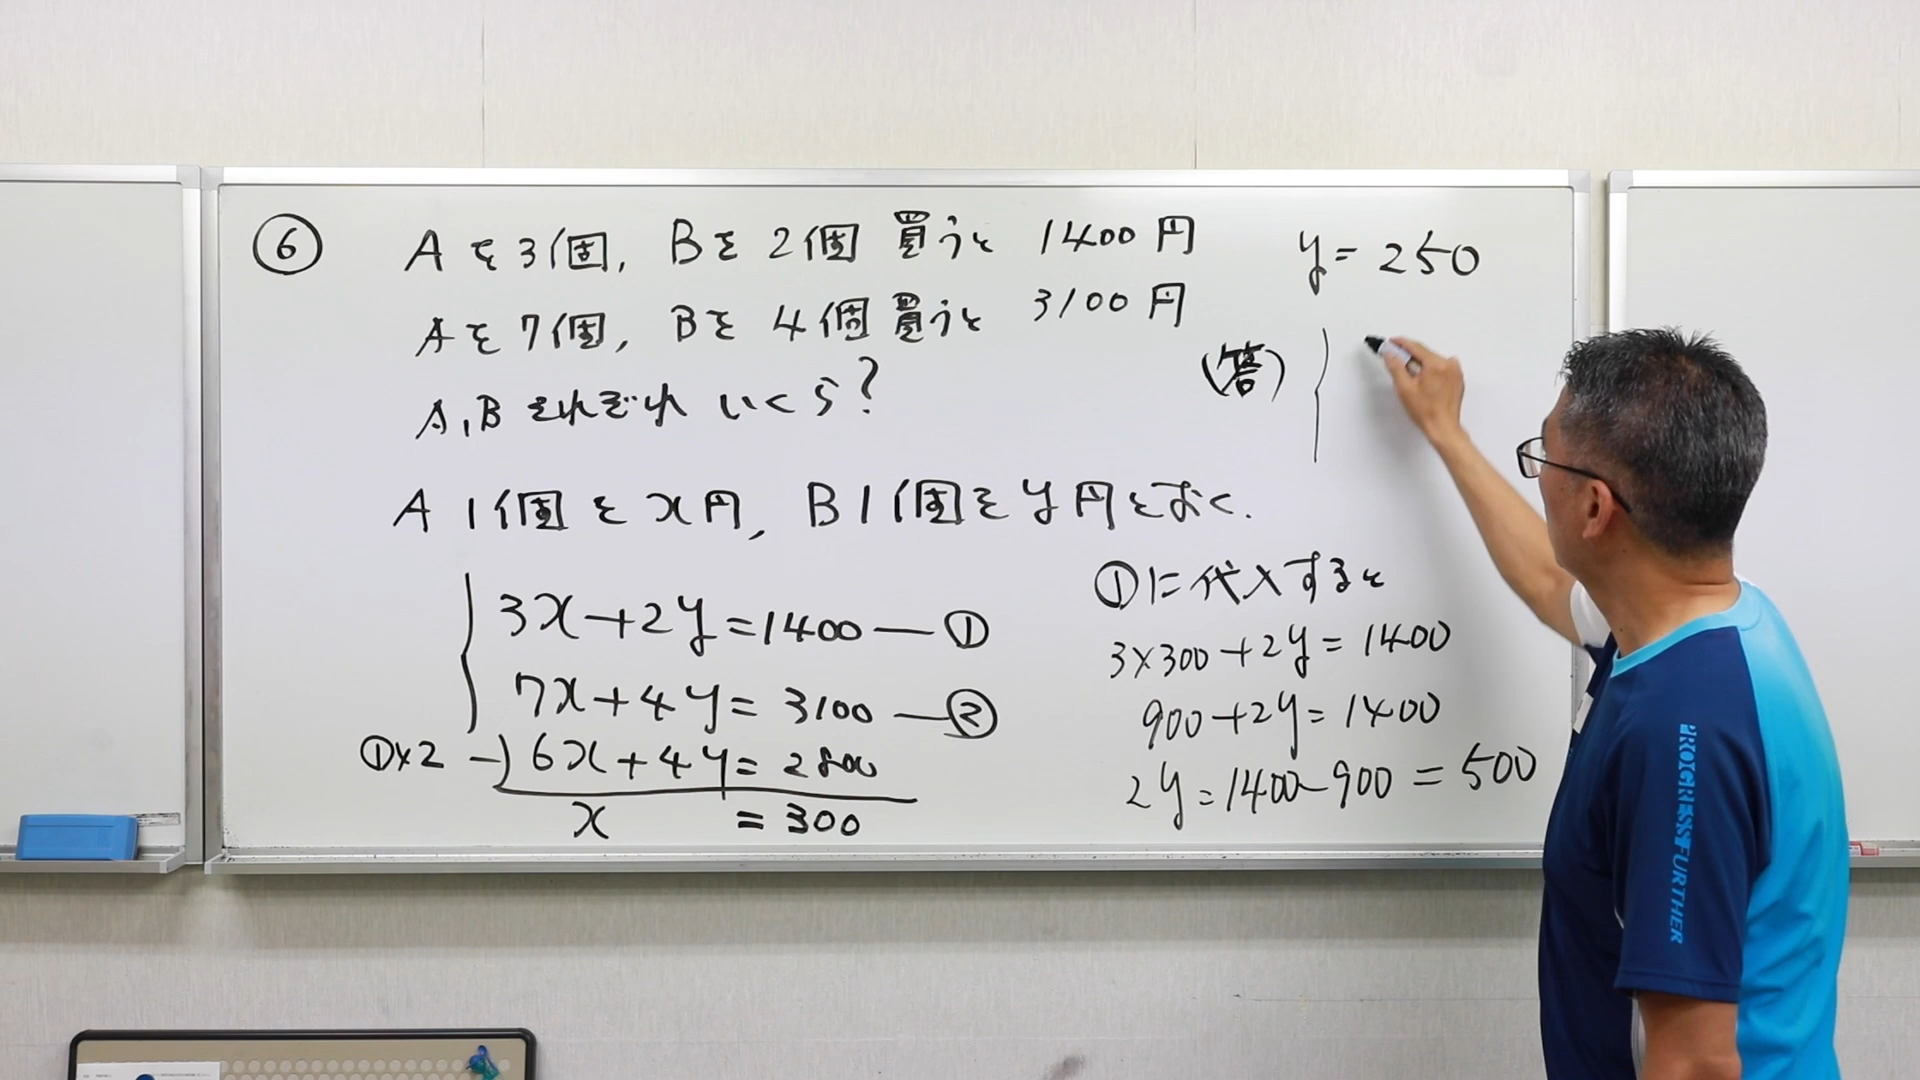 ⑥ Aを3個, Bを2個買うと 1400円
Aを7個, Bを4個買うと 3100円
A,B それぞれ いくら?
A1個をx円, B1個をy円とおく.
3x+2y=1400—①
7x+4y=3100—②
①×2 -) 6x+4y=2800
x =300
①に代入すると
3×300+2y=1400
900+2y=1400
2y=1400-900=500
y=250
(答)
PROGRESS FURTHER